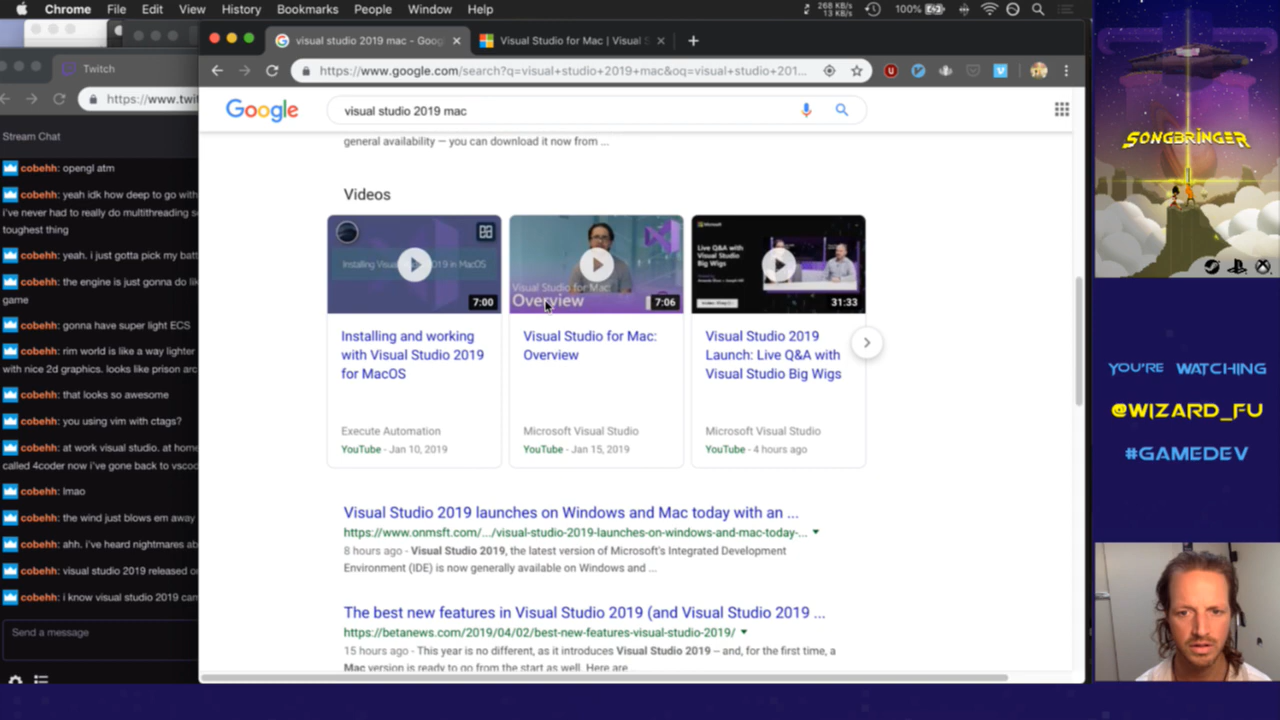 Chrome File Edit View History Bookmarks People Window Help
268 KB/s
13 KB/s
100%
Twitch
https://www.twi
Stream Chat
cobehh: opengl atm
cobehh: yeah idk how deep to go with
i've never had to really do multithreading s
toughest thing
cobehh: yeah. i just gotta pick my batt
cobehh: the engine is just gonna do lik
game
cobehh: gonna have super light ECS
cobehh: rim world is like a way lighter
with nice 2d graphics. looks like prison arc
cobehh: that looks so awesome
cobehh: you using vim with ctags?
cobehh: at work visual studio. at home
called 4coder now i've gone back to vscod
cobehh: lmao
cobehh: the wind just blows em away
cobehh: ahh. i've heard nightmares ab
cobehh: visual studio 2019 released o
cobehh: i know visual studio 2019 cam
Send a message
visual studio 2019 mac - Goog
Visual Studio for Mac | Visual S
https://www.google.com/search?q=visual+studio+2019+mac&oq=visual+studio+201...
Google
visual studio 2019 mac
general availability — you can download it now from ...
Videos
Installing Visual 2019 in MacOS
7:00
Visual Studio for Mac:
Overview
7:06
Microsoft
Live Q&A with
Visual Studio
Big Wigs
31:33
Installing and working
with Visual Studio 2019
for MacOS
Execute Automation
YouTube - Jan 10, 2019
Visual Studio for Mac:
Overview
Microsoft Visual Studio
YouTube - Jan 15, 2019
Visual Studio 2019
Launch: Live Q&A with
Visual Studio Big Wigs
Microsoft Visual Studio
YouTube - 4 hours ago
Visual Studio 2019 launches on Windows and Mac today with an ...
https://www.onmsft.com/.../visual-studio-2019-launches-on-windows-and-mac-today-...
8 hours ago - Visual Studio 2019, the latest version of Microsoft's Integrated Development
Environment (IDE) is now generally available on Windows and ...
The best new features in Visual Studio 2019 (and Visual Studio 2019 ...
https://betanews.com/2019/04/02/best-new-features-visual-studio-2019/
15 hours ago - This year is no different, as it introduces Visual Studio 2019 – and, for the first time, a
Mac version is ready to go from the start as well. Here are
SONGBRINGER
YOU'RE WATCHING
@WIZARD_FU
#GAMEDEV